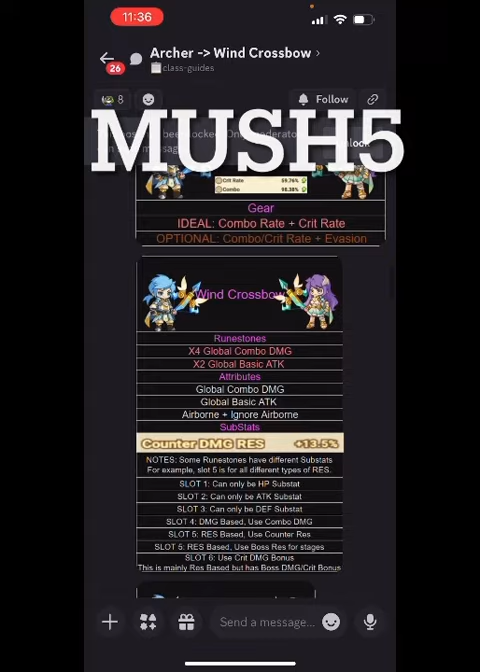 11:36
Archer -> Wind Crossbow >
26
class-guides
8
Follow
MUSH5
Crit Rate 59.76%
Combo 98.38%
Gear
IDEAL: Combo Rate + Crit Rate
OPTIONAL: Combo/Crit Rate + Evasion
Wind Crossbow
Runestones
X4 Global Combo DMG
X2 Global Basic ATK
Attributes
Global Combo DMG
Global Basic ATK
Airborne + Ignore Airborne
SubStats
Counter DMG RES +13.5%
NOTES: Some Runestones have different Substats
For example, slot 5 is for all different types of RES.
SLOT 1: Can only be HP Substat
SLOT 2: Can only be ATK Substat
SLOT 3: Can only be DEF Substat
SLOT 4: DMG Based, Use Combo DMG
SLOT 5: RES Based, Use Counter Res
SLOT 5: RES Based, Use Boss Res for stages
SLOT 6: Use Crit DMG Bonus
This is mainly Res Based but has Boss DMG/Crit Bonus
Send a message...